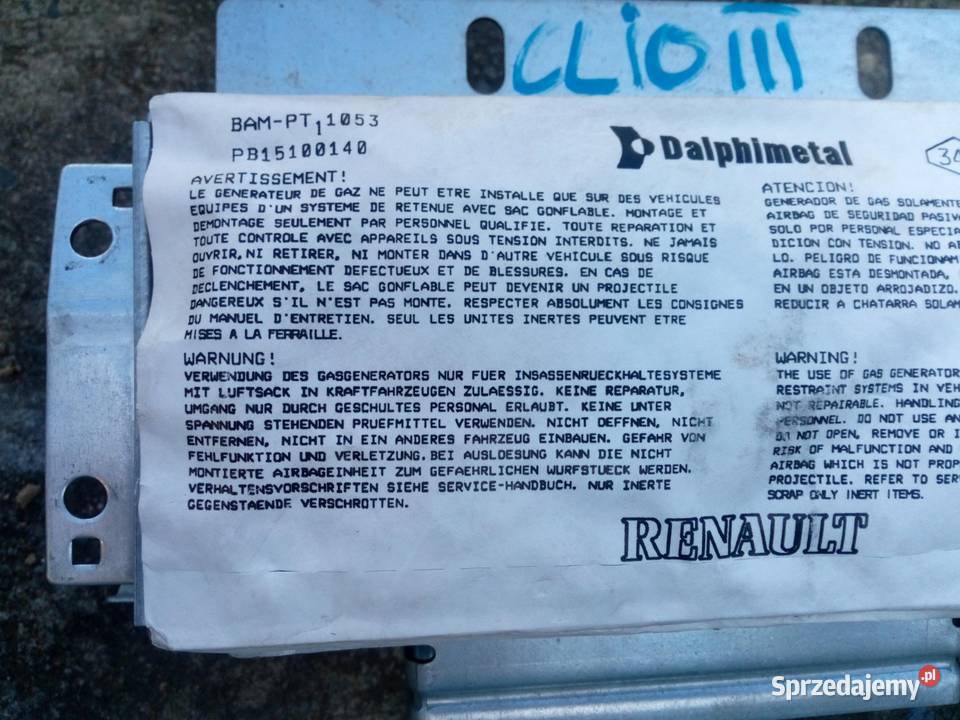 CLIO III
BAM-PT 1 1053
PB15100140
Dalphimetal
AVERTISSEMENT!
LE GENERATEUR DE GAZ NE PEUT ETRE INSTALLE QUE SUR DES VEHICULES
EQUIPES D'UN SYSTEME DE RETENUE AVEC SAC GONFLABLE. MONTAGE ET
DEMONTAGE SEULEMENT PAR PERSONNEL QUALIFIE. TOUTE REPARATION ET
TOUTE CONTROLE AVEC APPAREILS SOUS TENSION INTERDITS. NE JAMAIS
OUVRIR, NI RETIRER, NI MONTER DANS D'AUTRE VEHICULE SOUS RISQUE
DE FONCTIONNEMENT DEFECTUEUX ET DE BLESSURES. EN CAS DE
DECLENCHEMENT, LE SAC GONFLABLE PEUT DEVENIR UN PROJECTILE
DANGEREUX S'IL N'EST PAS MONTE. RESPECTER ABSOLUMENT LES CONSIGNES
DU MANUEL D'ENTRETIEN. SEUL LES UNITES INERTES PEUVENT ETRE
MISES A LA FERRAILLE.
ATENCION!
GENERADOR DE GAS SOLAMENTE
AIRBAG DE SEGURIDAD PASIV
SOLO POR PERSONAL ESPECIA
DICION CON TENSION. NO AB
LO. PELIGRO DE FUNCIONAM
AIRBAG ESTA DESMONTADA,
EN UN OBJETO ARROJADIZO.
REDUCIR A CHATARRA SOLAM
WARNUNG!
VERWENDUNG DES GASGENERATORS NUR FUER INSASSENRUECKHALTESYSTEME
MIT LUFTSACK IN KRAFTFAHRZEUGEN ZULAESSIG. KEINE REPARATUR,
UMGANG NUR DURCH GESCHULTES PERSONAL ERLAUBT. KEINE UNTER
SPANNUNG STEHENDEN PRUEFMITTEL VERWENDEN. NICHT OEFFNEN, NICHT
ENTFERNEN, NICHT IN EIN ANDERES FAHRZEUG EINBAUEN. GEFAHR VON
FEHLFUNKTION UND VERLETZUNG. BEI AUSLOESUNG KANN DIE NICHT
MONTIERTE AIRBAGEINHEIT ZUM GEFAEHRLICHEN WURFSTUECK WERDEN.
VERHALTENSVORSCHRIFTEN SIEHE SERVICE-HANDBUCH. NUR INERTE
GEGENSTAENDE VERSCHROTTEN.
WARNING!
THE USE OF GAS GENERATOR
RESTRAINT SYSTEMS IN VEH
NOT REPAIRABLE. HANDLING
PERSONNEL. DO NOT USE AN
DO NOT OPEN, REMOVE OR I
RISK OF MALFUNCTION AND
AIRBAG WHICH IS NOT PROP
PROJECTILE. REFER TO SER
SCRAP ONLY INERT ITEMS.
RENAULT
Sprzedajemy.pl